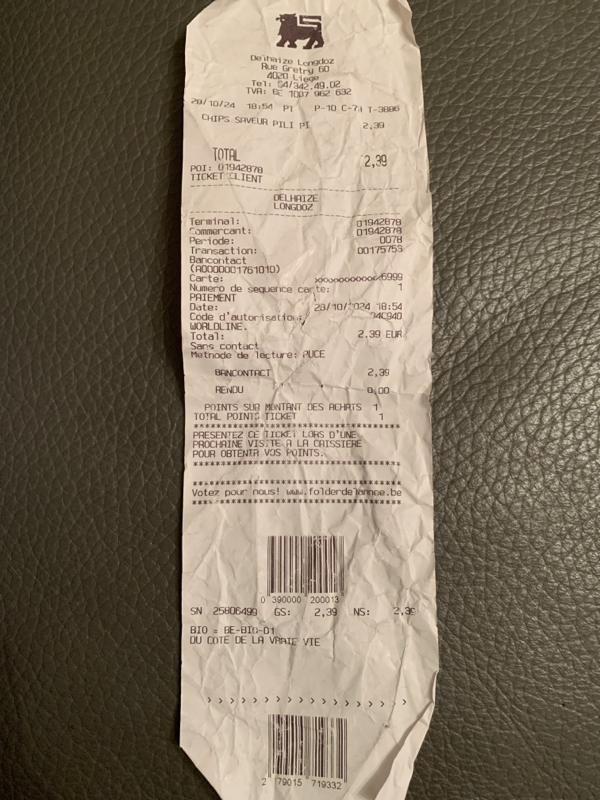 Delhaize Longdoz
Rue Gretry 60
4020 Liege
Tel: 04/342.49.02
TVA: BE 1007 962 632
28/10/24 18:54 PI P-10 C-71 T-3886
CHIPS SAVEUR PILI PI 2,39
TOTAL 2,39
POI: 01942878
TICKET CLIENT
DELHAIZE
LONGDOZ
Terminal: 01942878
Commercant: 01942878
Periode: 0078
Transaction: 00175753
Bancontact
(A0000001761010)
Carte: xxxxxxxxxxxx6999
Numero de sequence carte: 1
PAIEMENT
Date: 28/10/2024 18:54
Code d'autorisation:
WORLDLINE.
Total: 2.39 EUR
Sans contact
Methode de lecture: PUCE
BANCONTACT 2,39
RENDU 0,00
POINTS SUR MONTANT DES ACHATS 1
TOTAL POINTS TICKET 1
************************************
PRESENTEZ CE TICKET LORS D'UNE
PROCHAINE VISITE A LA CAISSIERE
POUR OBTENIR VOS POINTS.
************************************
************************************
Votez pour nous! www.folderdelannee.be
************************************
0 390000 200013
SN 25806499 GS: 2,39 NS: 2,39
BIO = BE-BIO-01
DU COTE DE LA VRAIE VIE
> > > > > > > > > > > > > > > >
2 79015 719332